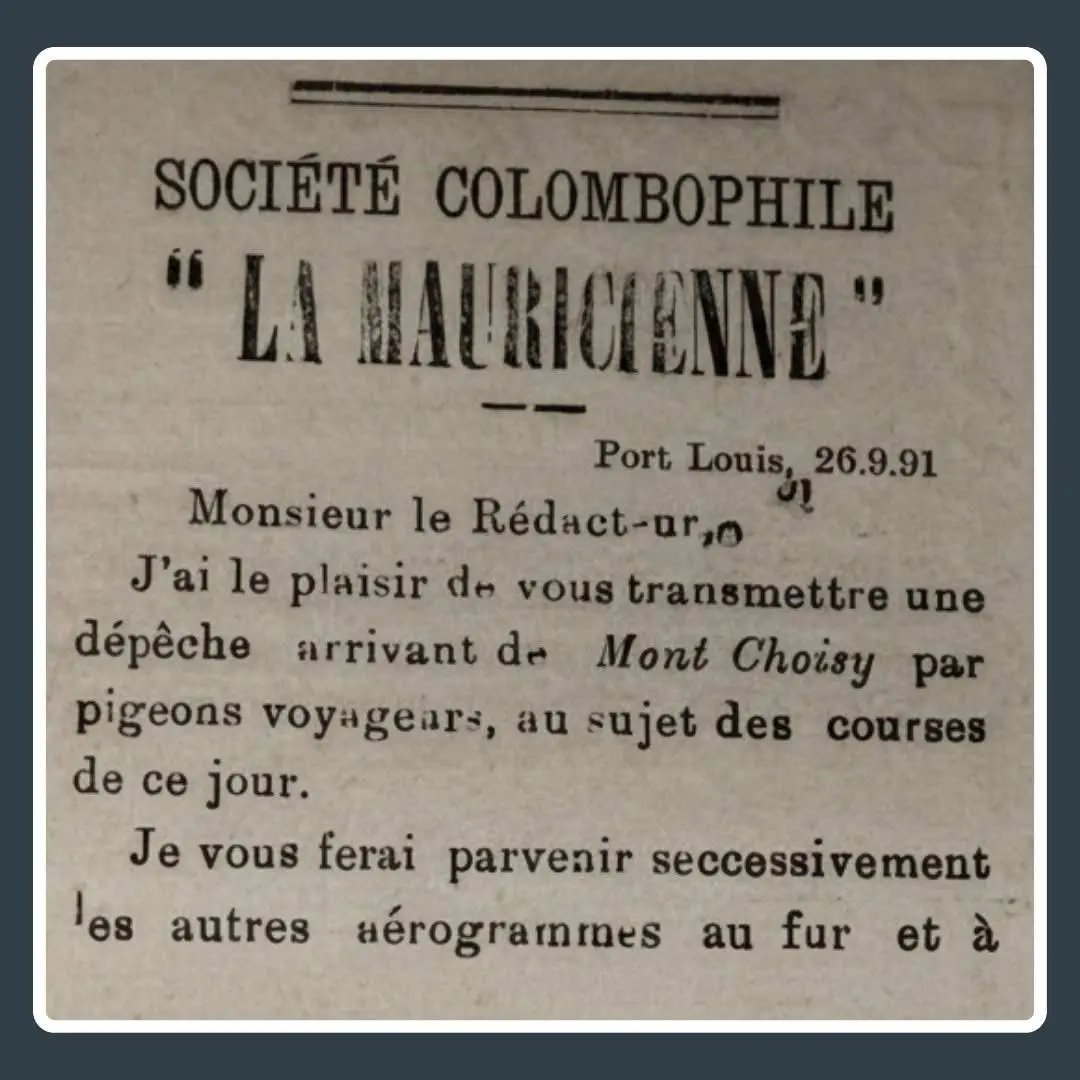 SOCIÉTÉ COLOMBOPHILE
“ LA MAURICIENNE ”
Port Louis, 26.9.91
Monsieur le Rédact-ur,
J'ai le plaisir de vous transmettre une
dépêche arrivant de Mont Choisy par
pigeons voyageurs, au sujet des courses
de ce jour.
Je vous ferai parvenir seccessivement
les autres aérogrammes au fur et à